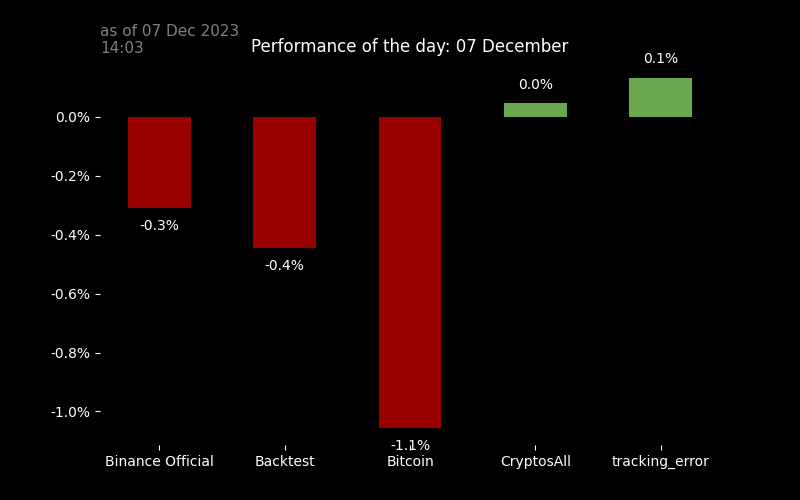 as of 07 Dec 2023
14:03
Performance of the day: 07 December
0.1%
0.0%
0.0%
-0.2%
-0.3%
-0.4%
-0.4%
-0.6%
-0.8%
-1.0%
-1.1%
Binance Official
Backtest
Bitcoin
CryptosAll
tracking_error